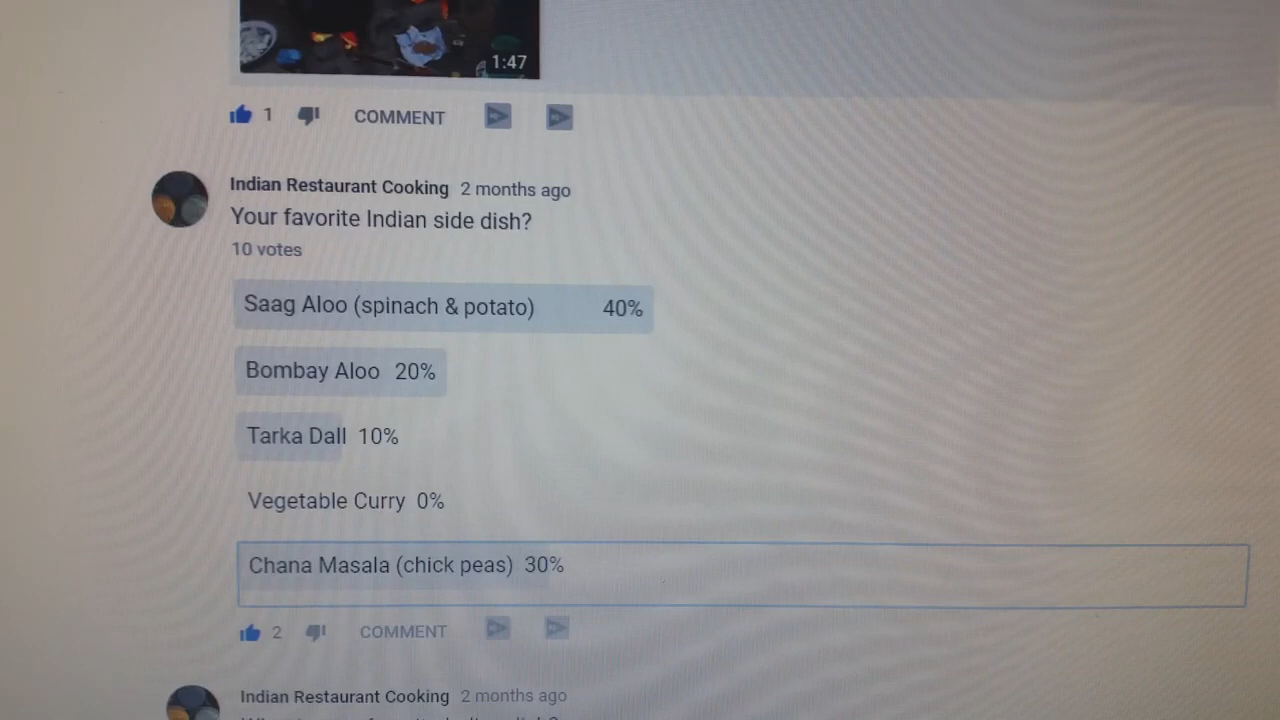 1:47
1 COMMENT
Indian Restaurant Cooking 2 months ago
Your favorite Indian side dish?
10 votes
Saag Aloo (spinach & potato) 40%
Bombay Aloo 20%
Tarka Dall 10%
Vegetable Curry 0%
Chana Masala (chick peas) 30%
2 COMMENT
Indian Restaurant Cooking 2 months ago